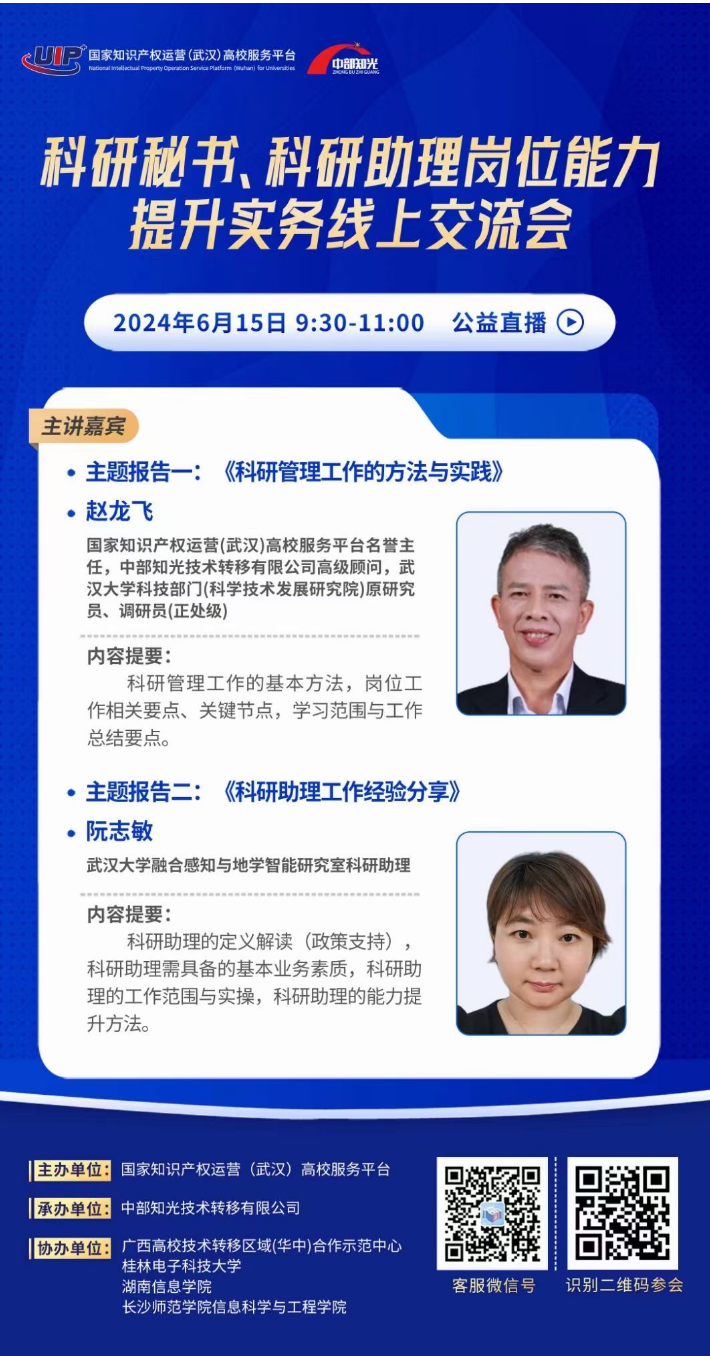 UIP 国家知识产权运营(武汉)高校服务平台
National Intellectual Property Operation Service Platform (Wuhan) for Universities
中部知光
ZHONG BU ZHI GUANG
科研秘书、科研助理岗位能力
提升实务线上交流会
2024年6月15日 9:30-11:00 公益直播
主讲嘉宾
• 主题报告一：《科研管理工作的方法与实践》
• 赵龙飞
国家知识产权运营(武汉)高校服务平台名誉主
任，中部知光技术转移有限公司高级顾问，武
汉大学科技部门(科学技术发展研究院)原研究
员、调研员(正处级)
内容提要：
科研管理工作的基本方法，岗位工
作相关要点、关键节点，学习范围与工作
总结要点。
• 主题报告二：《科研助理工作经验分享》
• 阮志敏
武汉大学融合感知与地学智能研究室科研助理
内容提要：
科研助理的定义解读（政策支持），
科研助理需具备的基本业务素质，科研助
理的工作范围与实操，科研助理的能力提
升方法。
主办单位：国家知识产权运营（武汉）高校服务平台
承办单位：中部知光技术转移有限公司
协办单位：广西高校技术转移区域(华中)合作示范中心
桂林电子科技大学
湖南信息学院
长沙师范学院信息科学与工程学院
客服微信号
识别二维码参会